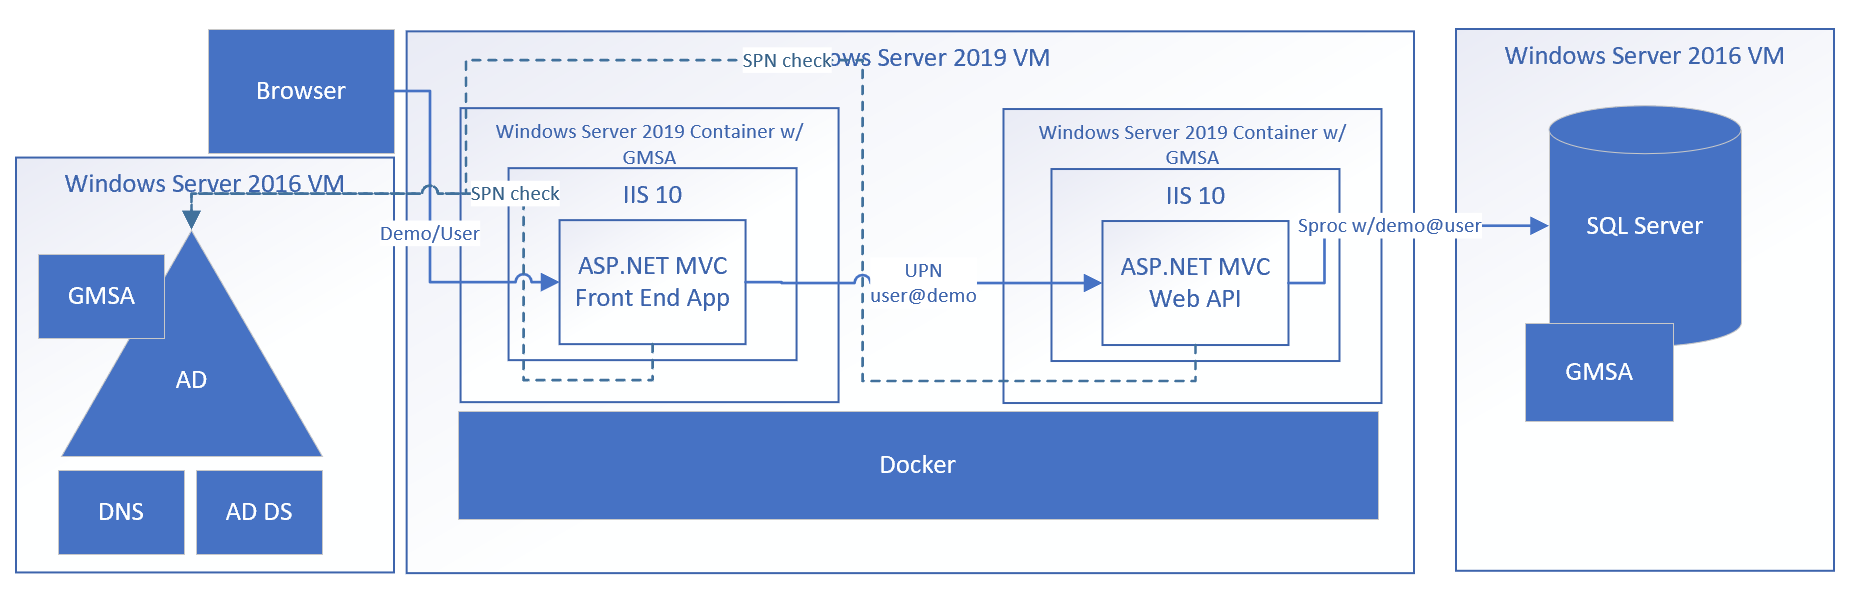 Browser
Windows Server 2016 VM
GMSA
AD
DNS
AD DS
Demo/User
SPN check
ows Server 2019 VM
SPN check
Windows Server 2019 Container w/
GMSA
IIS 10
ASP.NET MVC
Front End App
UPN
user@demo
Windows Server 2019 Container w/
GMSA
IIS 10
ASP.NET MVC
Web API
Sproc w/demo@user
Docker
Windows Server 2016 VM
SQL Server
GMSA